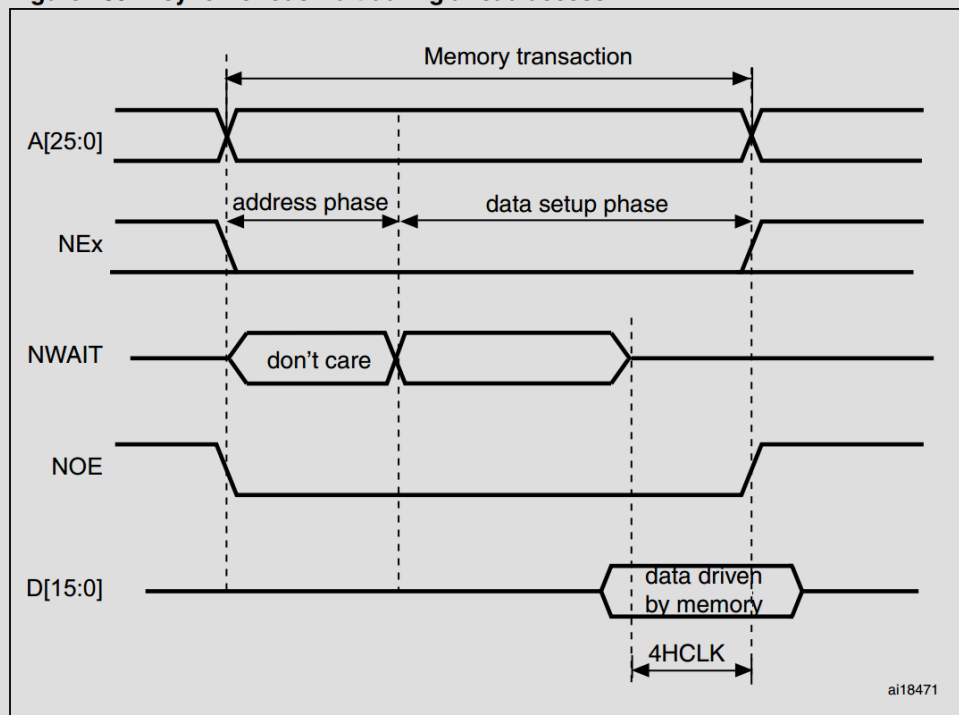 Memory transaction
A[25:0]
address phase
data setup phase
NEx
NWAIT
don't care
NOE
D[15:0]
data driven
by memory
4HCLK
ai18471